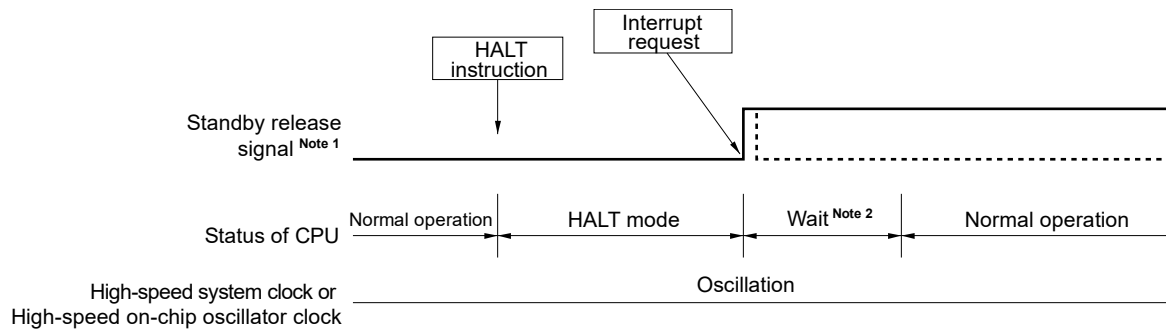 Interrupt
request
HALT
instruction
Standby release
signal Note 1
Normal operation
HALT mode
Wait Note 2
Normal operation
Status of CPU
Oscillation
High-speed system clock or
High-speed on-chip oscillator clock